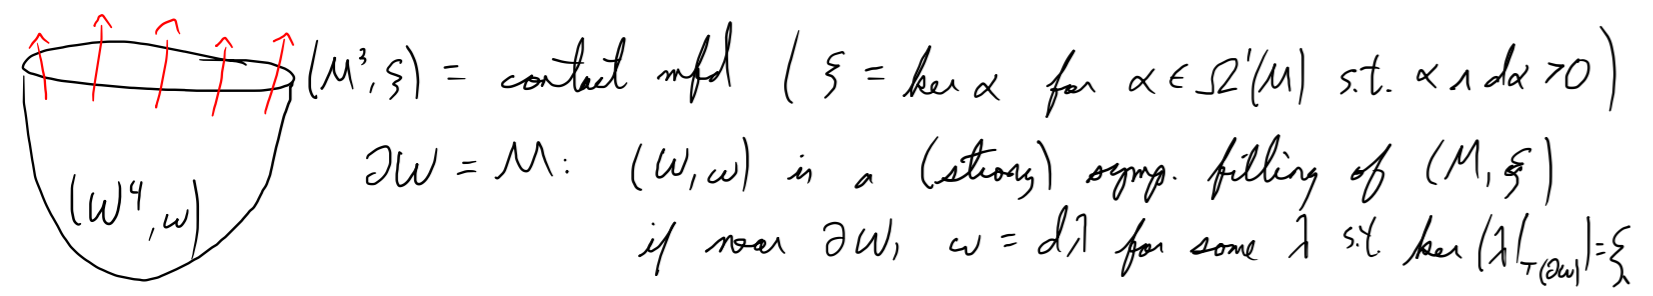 (M³, ξ) = contact mfd (ξ = ker α for α ∈ Ω¹(M) s.t. α ∧ dα > 0)
∂W = M: (W, ω) is a (strong) symp. filling of (M, ξ)
(W⁴, ω)
if near ∂W, ω = dλ for some λ s.t. ker(λ|_T(∂W)) = ξ